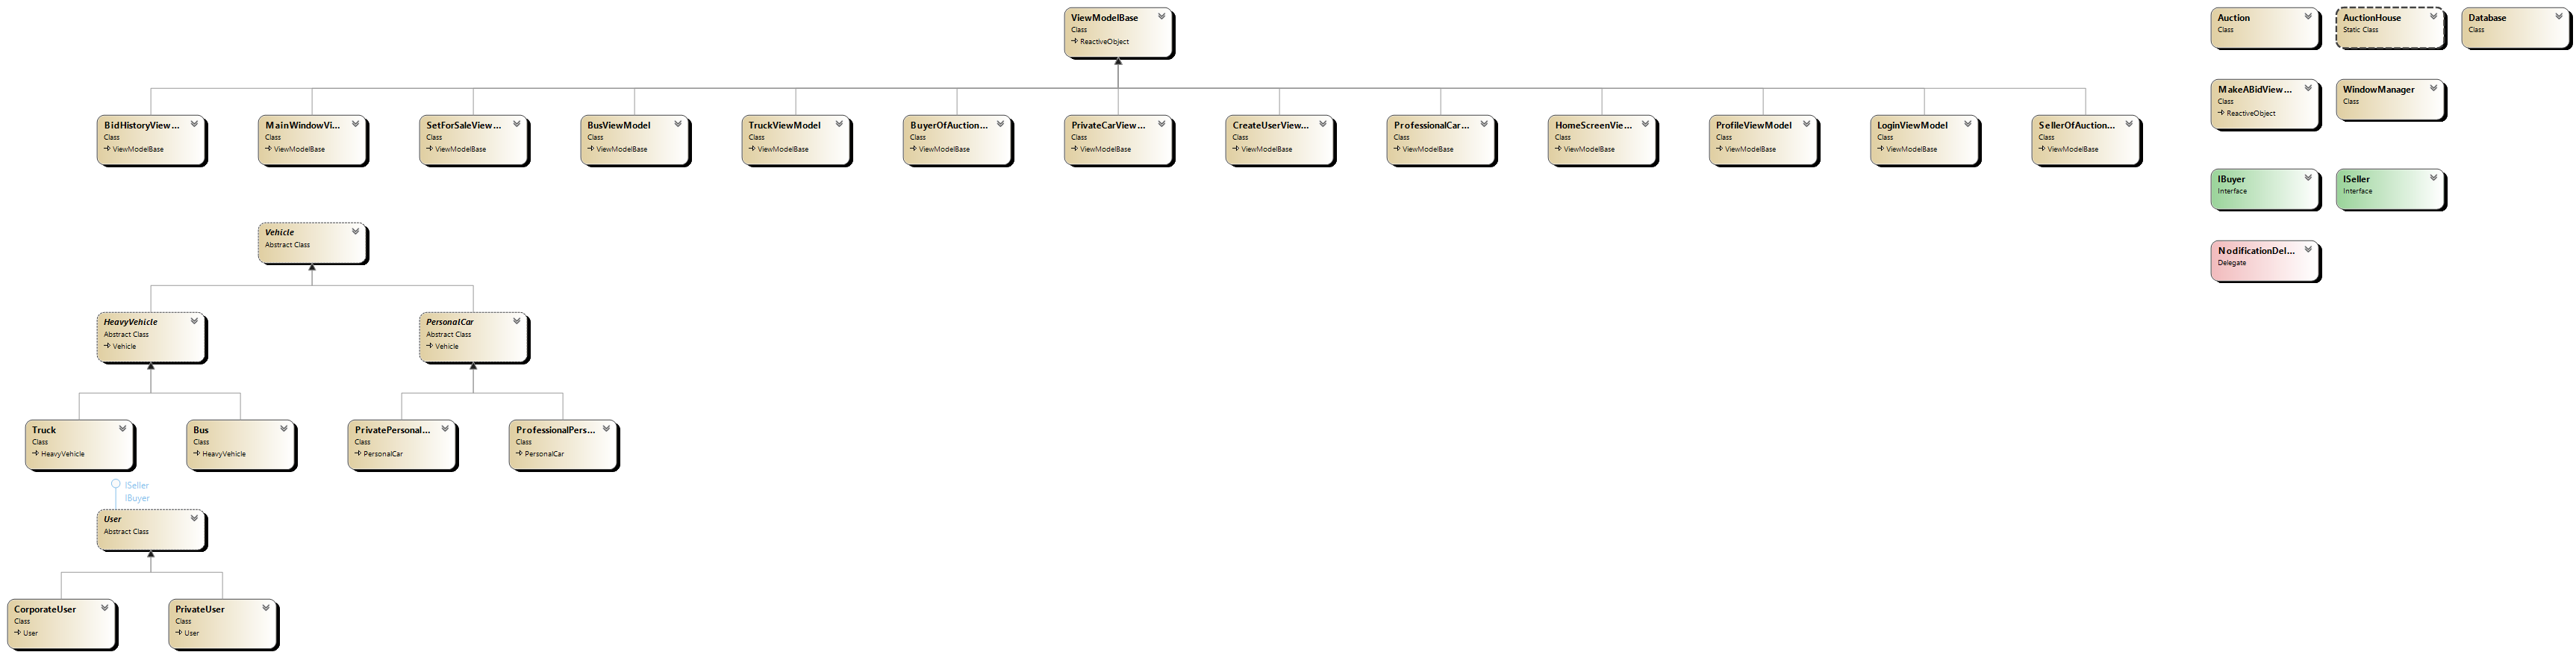 ViewModelBase
Class
ReactiveObject
Auction
Class
AuctionHouse
Static Class
Database
Class
MakeABidView...
Class
ReactiveObject
WindowManager
Class
BidHistoryView...
Class
ViewModelBase
MainWindowVi...
Class
ViewModelBase
SetForSaleView...
Class
ViewModelBase
BusViewModel
Class
ViewModelBase
TruckViewModel
Class
ViewModelBase
BuyerOfAuction...
Class
ViewModelBase
PrivateCarView...
Class
ViewModelBase
CreateUserView...
Class
ViewModelBase
ProfessionalCar...
Class
ViewModelBase
HomeScreenVie...
Class
ViewModelBase
ProfileViewModel
Class
ViewModelBase
LoginViewModel
Class
ViewModelBase
SellerOfAuction...
Class
ViewModelBase
IBuyer
Interface
ISeller
Interface
Vehicle
Abstract Class
NodificationDel...
Delegate
HeavyVehicle
Abstract Class
Vehicle
PersonalCar
Abstract Class
Vehicle
Truck
Class
HeavyVehicle
Bus
Class
HeavyVehicle
PrivatePersonal...
Class
PersonalCar
ProfessionalPers...
Class
PersonalCar
ISeller
IBuyer
User
Abstract Class
CorporateUser
Class
User
PrivateUser
Class
User